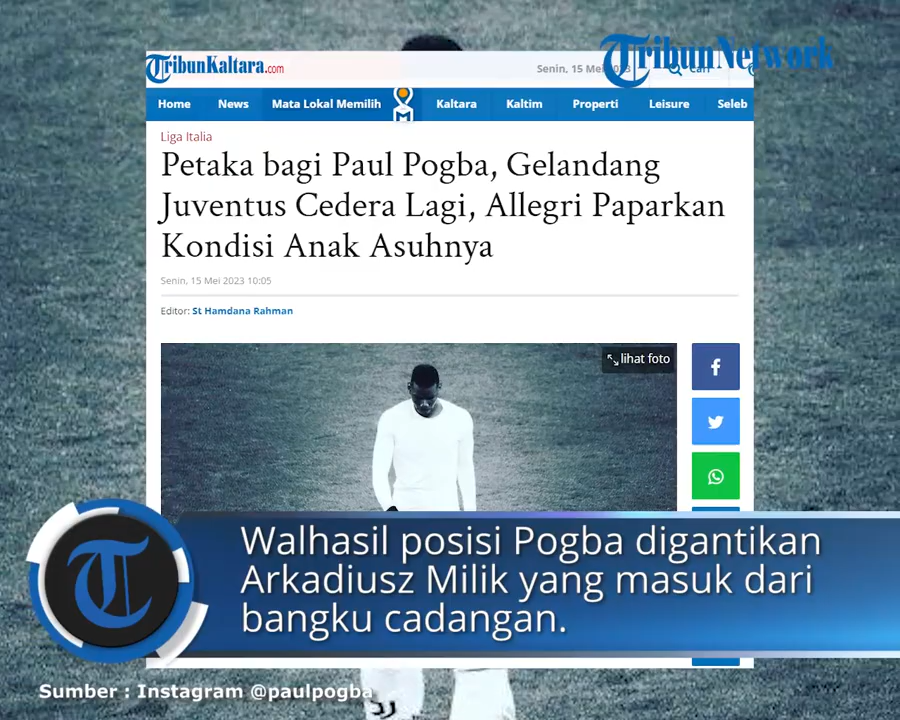 TribunNetwork
TribunKaltara.com
Senin, 15 Mei 2023
Cari
Home News Mata Lokal Memilih Kaltara Kaltim Properti Leisure Seleb
Liga Italia
Petaka bagi Paul Pogba, Gelandang
Juventus Cedera Lagi, Allegri Paparkan
Kondisi Anak Asuhnya
Senin, 15 Mei 2023 10:05
Editor: St Hamdana Rahman
lihat foto
Walhasil posisi Pogba digantikan
Arkadiusz Milik yang masuk dari
bangku cadangan.
Sumber : Instagram @paulpogba